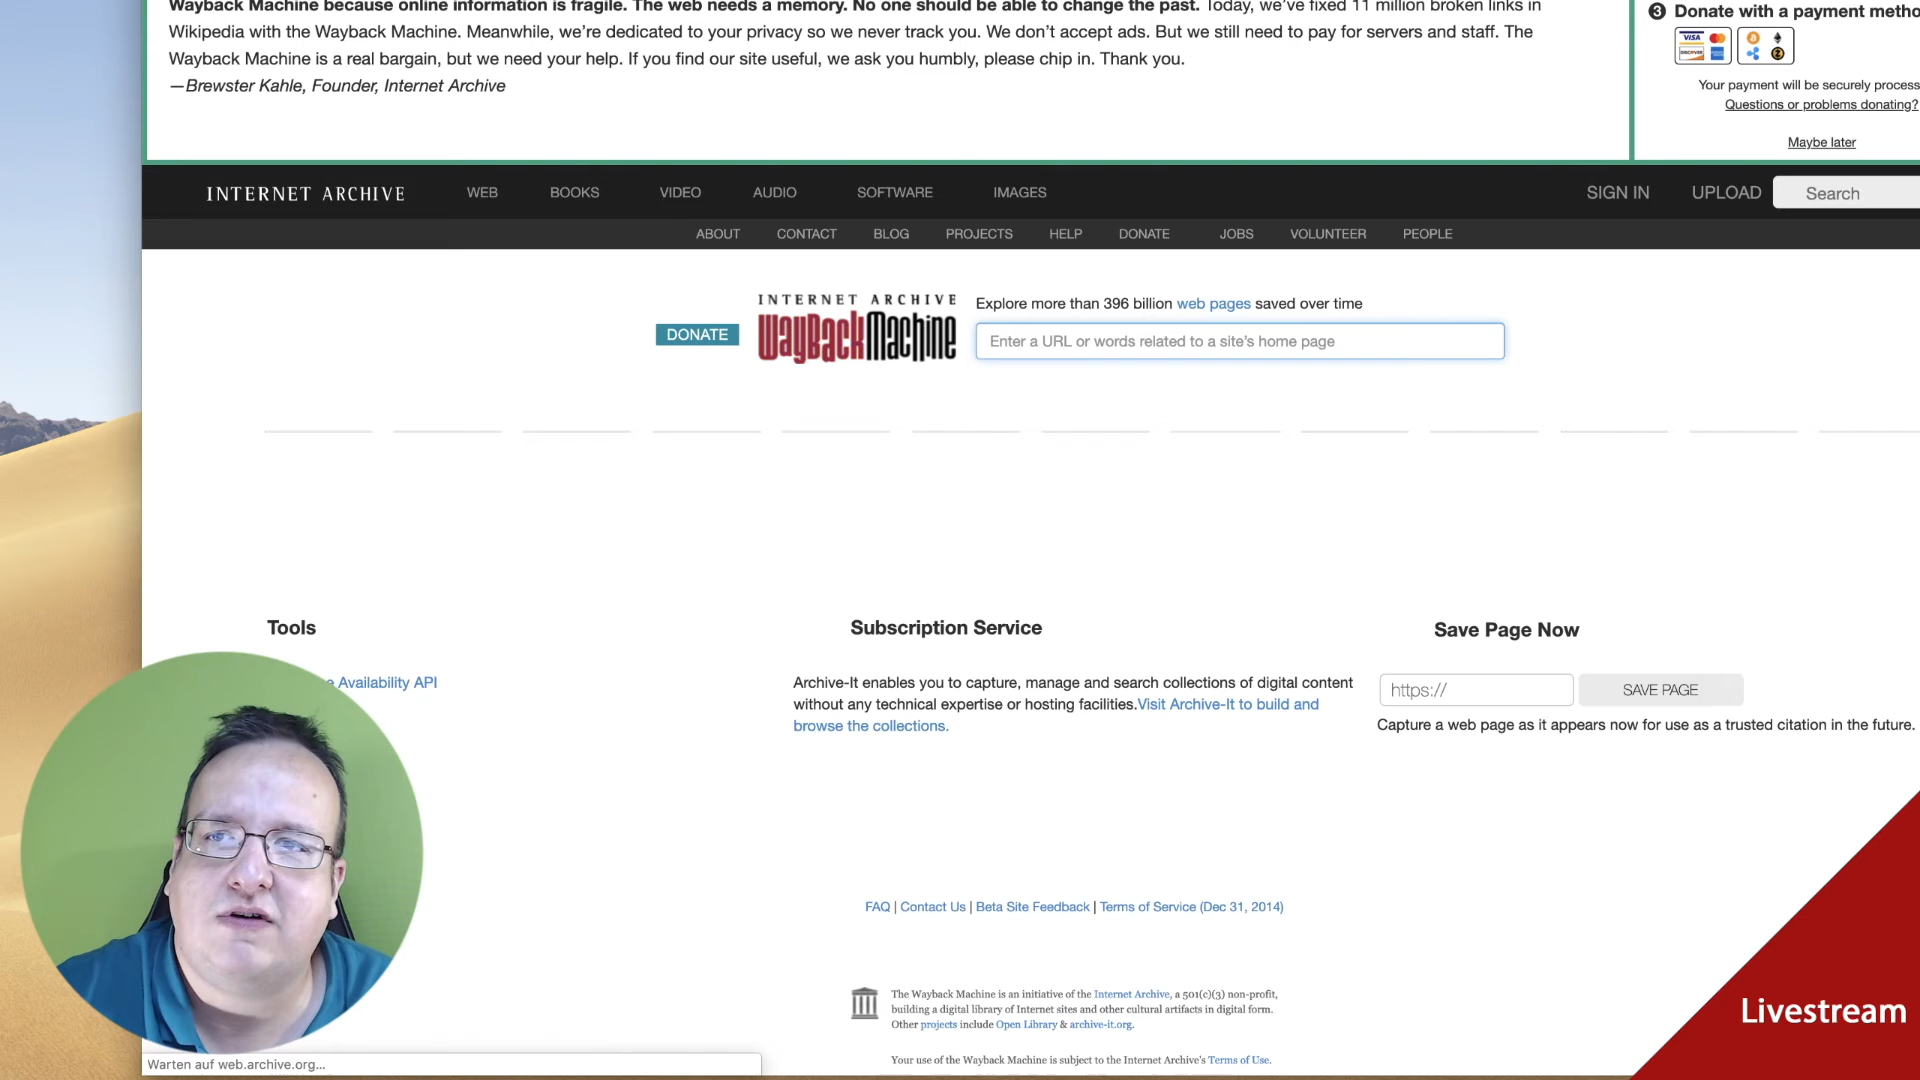 Wayback Machine because online information is fragile. The web needs a memory. No one should be able to change the past. Today, we've fixed 11 million broken links in
Wikipedia with the Wayback Machine. Meanwhile, we're dedicated to your privacy so we never track you. We don't accept ads. But we still need to pay for servers and staff. The
Wayback Machine is a real bargain, but we need your help. If you find our site useful, we ask you humbly, please chip in. Thank you.
—Brewster Kahle, Founder, Internet Archive
3 Donate with a payment metho
VISA
DISCOVER
Your payment will be securely process
Questions or problems donating?
Maybe later
INTERNET ARCHIVE WEB BOOKS VIDEO AUDIO SOFTWARE IMAGES SIGN IN UPLOAD Search
ABOUT CONTACT BLOG PROJECTS HELP DONATE JOBS VOLUNTEER PEOPLE
DONATE
INTERNET ARCHIVE
WayBackMachine
Explore more than 396 billion web pages saved over time
Enter a URL or words related to a site's home page
Tools
e Availability API
Subscription Service
Archive-It enables you to capture, manage and search collections of digital content
without any technical expertise or hosting facilities.Visit Archive-It to build and
browse the collections.
Save Page Now
https:// SAVE PAGE
Capture a web page as it appears now for use as a trusted citation in the future.
FAQ | Contact Us | Beta Site Feedback | Terms of Service (Dec 31, 2014)
The Wayback Machine is an initiative of the Internet Archive, a 501(c)(3) non-profit,
building a digital library of Internet sites and other cultural artifacts in digital form.
Other projects include Open Library & archive-it.org.
Your use of the Wayback Machine is subject to the Internet Archive's Terms of Use.
Warten auf web.archive.org...
Livestream